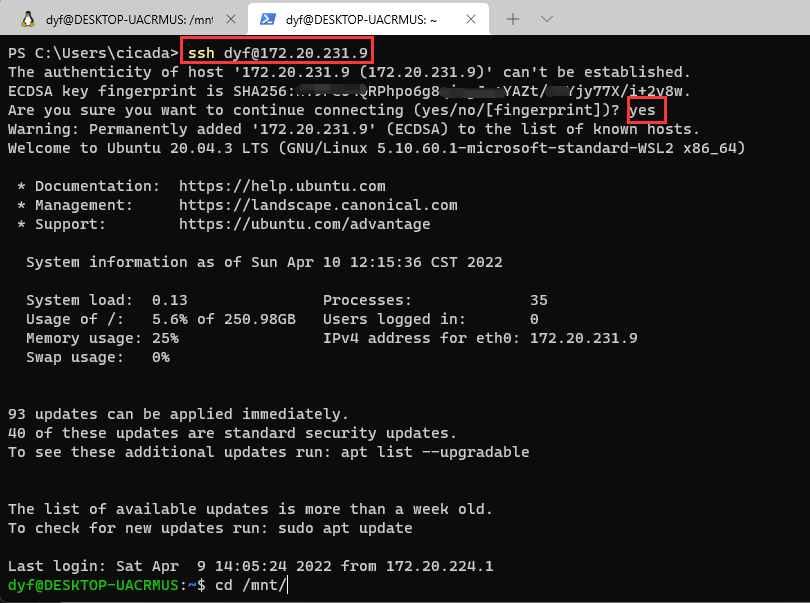 dyf@DESKTOP-UACRMUS: /mnt
dyf@DESKTOP-UACRMUS: ~
PS C:\Users\cicada> ssh dyf@172.20.231.9
The authenticity of host '172.20.231.9 (172.20.231.9)' can't be established.
ECDSA key fingerprint is
Are you sure you want to continue connecting (yes/no/[fingerprint])? yes
Warning: Permanently added '172.20.231.9' (ECDSA) to the list of known hosts.
Welcome to Ubuntu 20.04.3 LTS (GNU/Linux 5.10.60.1-microsoft-standard-WSL2 x86_64)
* Documentation:  https://help.ubuntu.com
* Management:     https://landscape.canonical.com
* Support:        https://ubuntu.com/advantage
System information as of Sun Apr 10 12:15:36 CST 2022
System load:  0.13                Processes:             35
Usage of /:   5.6% of 250.98GB   Users logged in:       0
Memory usage: 25%                IPv4 address for eth0: 172.20.231.9
Swap usage:   0%
93 updates can be applied immediately.
40 of these updates are standard security updates.
To see these additional updates run: apt list --upgradable
The list of available updates is more than a week old.
To check for new updates run: sudo apt update
Last login: Sat Apr  9 14:05:24 2022 from 172.20.224.1
dyf@DESKTOP-UACRMUS:~$ cd /mnt/